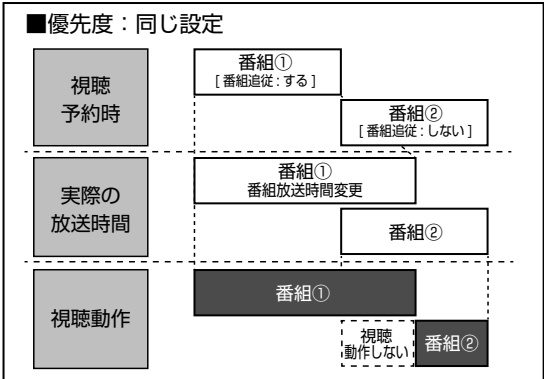 ■優先度：同じ設定
視聴
予約時
番組①
[ 番組追従：する ]
番組②
[ 番組追従：しない ]
実際の
放送時間
番組①
番組放送時間変更
番組②
視聴動作
番組①
視聴
動作しない
番組②